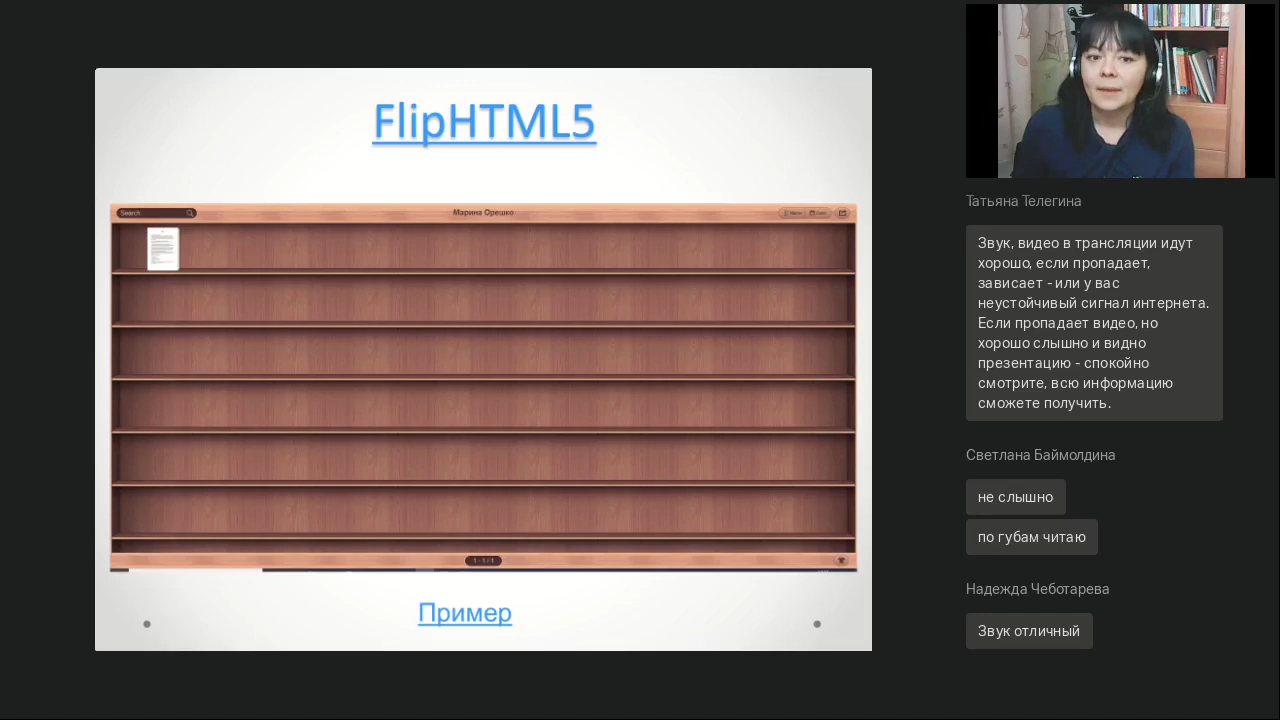 FlipHTML5
Search
Марина Орешко
1 - 1 / 1
Пример
Татьяна Телегина
Звук, видео в трансляции идут
хорошо, если пропадает,
зависает - или у вас
неустойчивый сигнал интернета.
Если пропадает видео, но
хорошо слышно и видно
презентацию - спокойно
смотрите, всю информацию
сможете получить.
Светлана Баймолдина
не слышно
по губам читаю
Надежда Чеботарева
Звук отличный